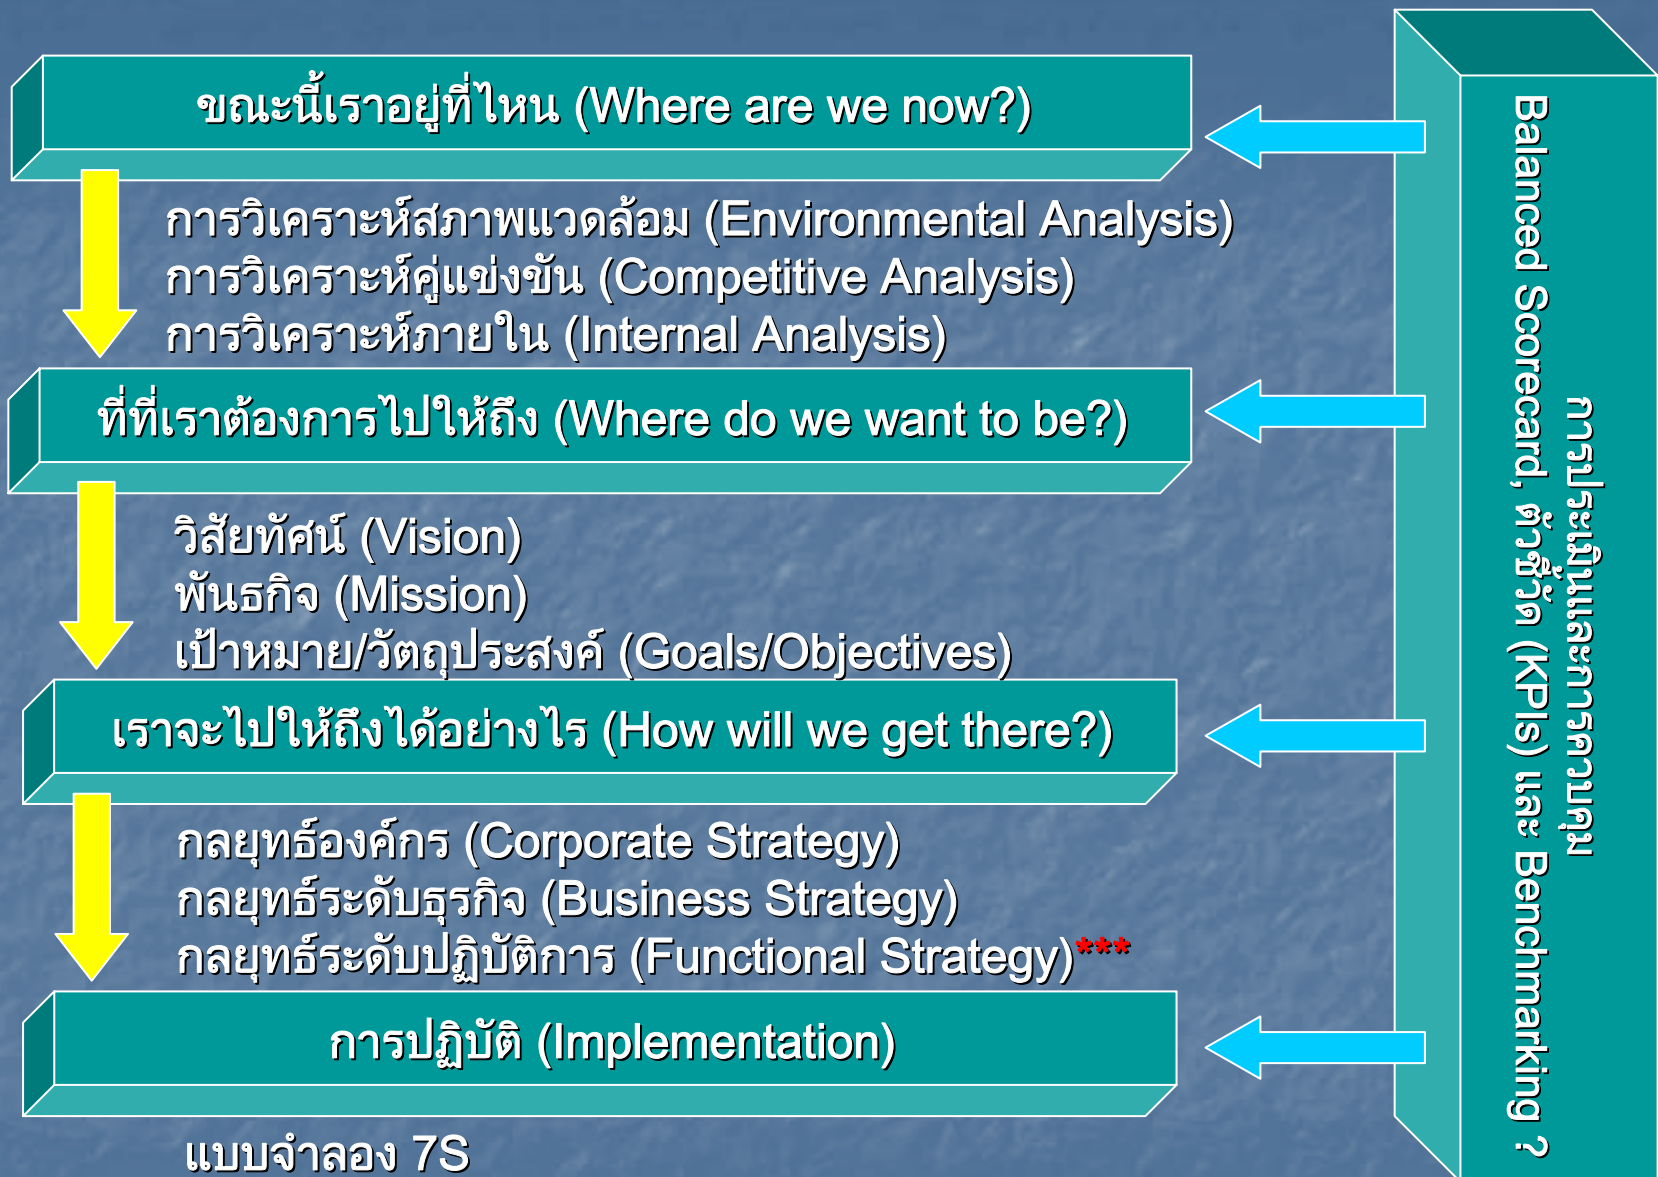 ขณะนี้เราอยู่ที่ไหน (Where are we now?)
การวิเคราะห์สภาพแวดล้อม (Environmental Analysis)
การวิเคราะห์คู่แข่งขัน (Competitive Analysis)
การวิเคราะห์ภายใน (Internal Analysis)
ที่ที่เราต้องการไปให้ถึง (Where do we want to be?)
วิสัยทัศน์ (Vision)
พันธกิจ (Mission)
เป้าหมาย/วัตถุประสงค์ (Goals/Objectives)
เราจะไปให้ถึงได้อย่างไร (How will we get there?)
กลยุทธ์องค์กร (Corporate Strategy)
กลยุทธ์ระดับธุรกิจ (Business Strategy)
กลยุทธ์ระดับปฏิบัติการ (Functional Strategy)***
การปฏิบัติ (Implementation)
แบบจำลอง 7S
การประเมินและการควบคุม
Balanced Scorecard, ตัวชี้วัด (KPIs) และ Benchmarking ?